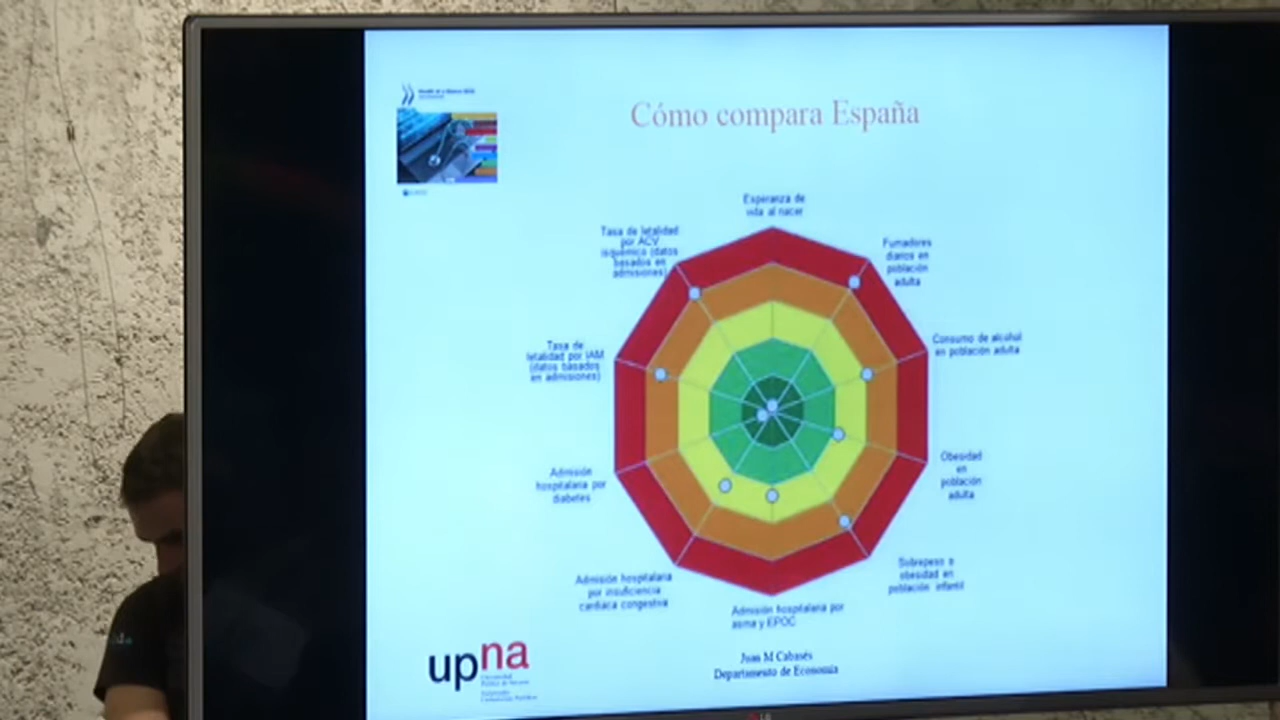 Cómo compara España
Esperanza de
vida al nacer
Tasa de letalidad
por ACV
isquémico (datos
basados en
admisiones)
Fumadores
diarios en
población
adulta
Tasa de
letalidad por IAM
(datos basados
en admisiones)
Consumo de alcohol
en población adulta
Admisión
hospitalaria por
diabetes
Obesidad
en
población
adulta
Admisión hospitalaria
por insuficiencia
cardiaca congestiva
Sobrepeso o
obesidad en
población infantil
Admisión hospitalaria por
asma y EPOC
upna
Juan M Cabasés
Departamento de Economía
LG